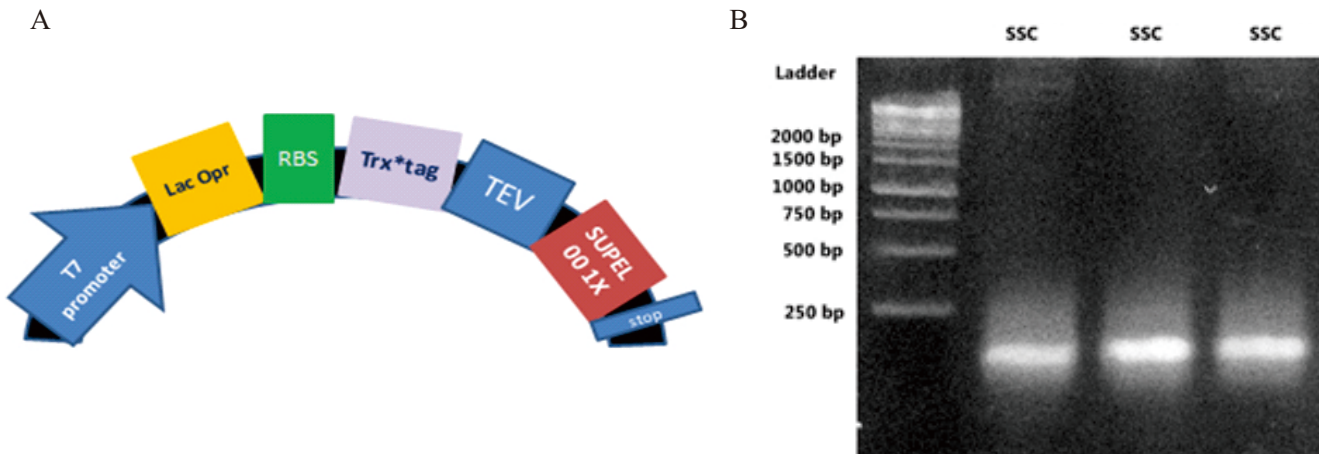 A
T7
promoter
Lac Opr
RBS
Trx*tag
TEV
SUPEL
00 1X
stop
B
SSC SSC SSC
Ladder
2000 bp
1500 bp
1000 bp
750 bp
500 bp
250 bp